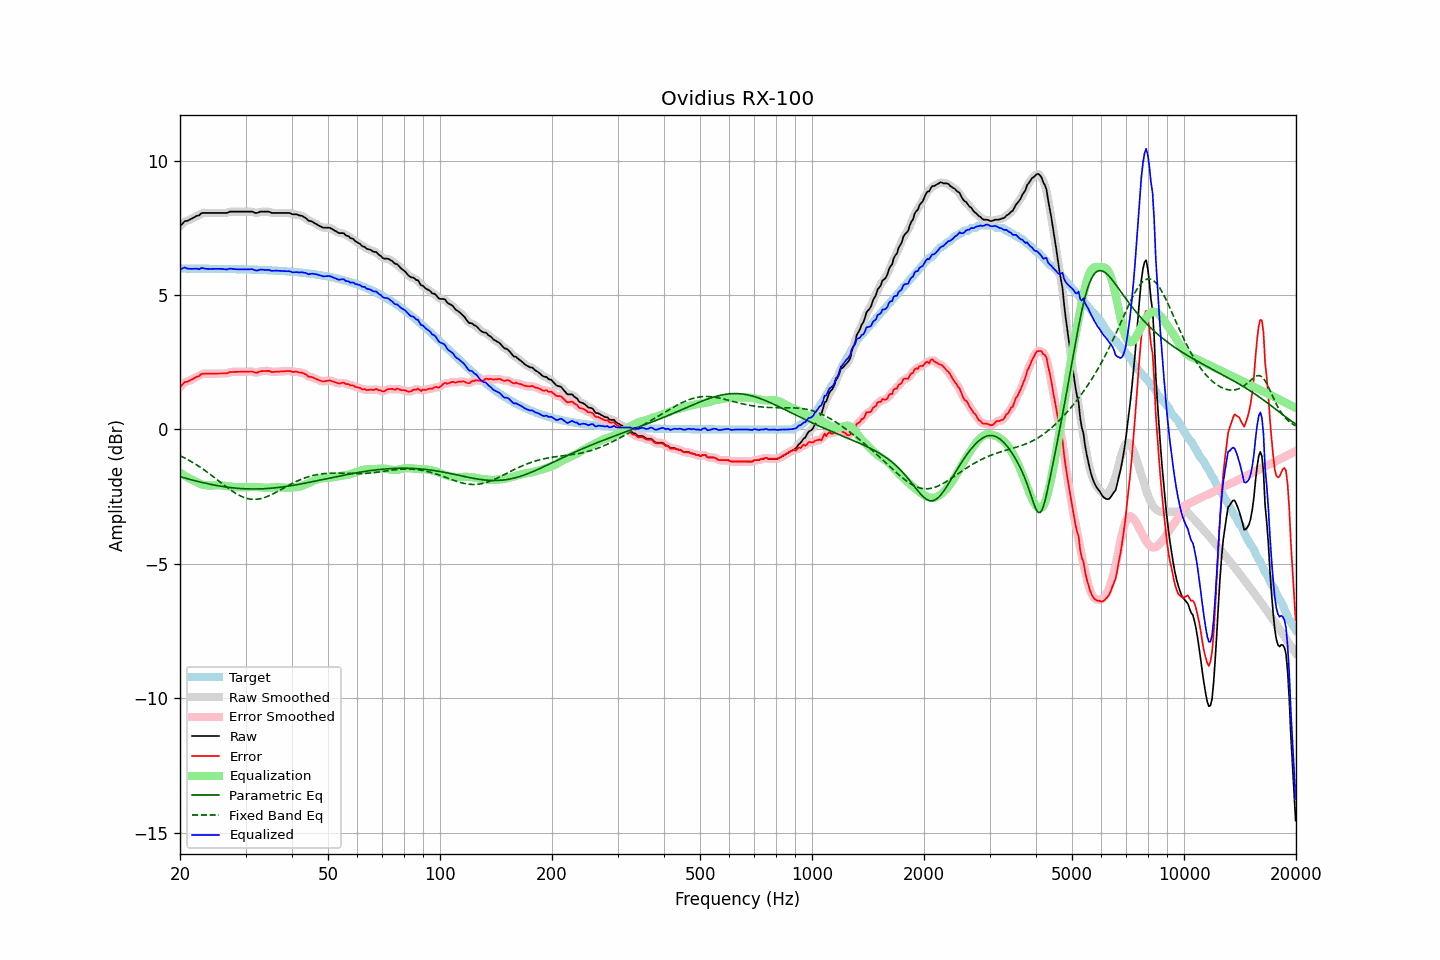 Ovidius RX-100
Amplitude (dBr)
10
5
0
−5
−10
−15
Target
Raw Smoothed
Error Smoothed
Raw
Error
Equalization
Parametric Eq
Fixed Band Eq
Equalized
20 50 100 200 500 1000 2000 5000 10000 20000
Frequency (Hz)